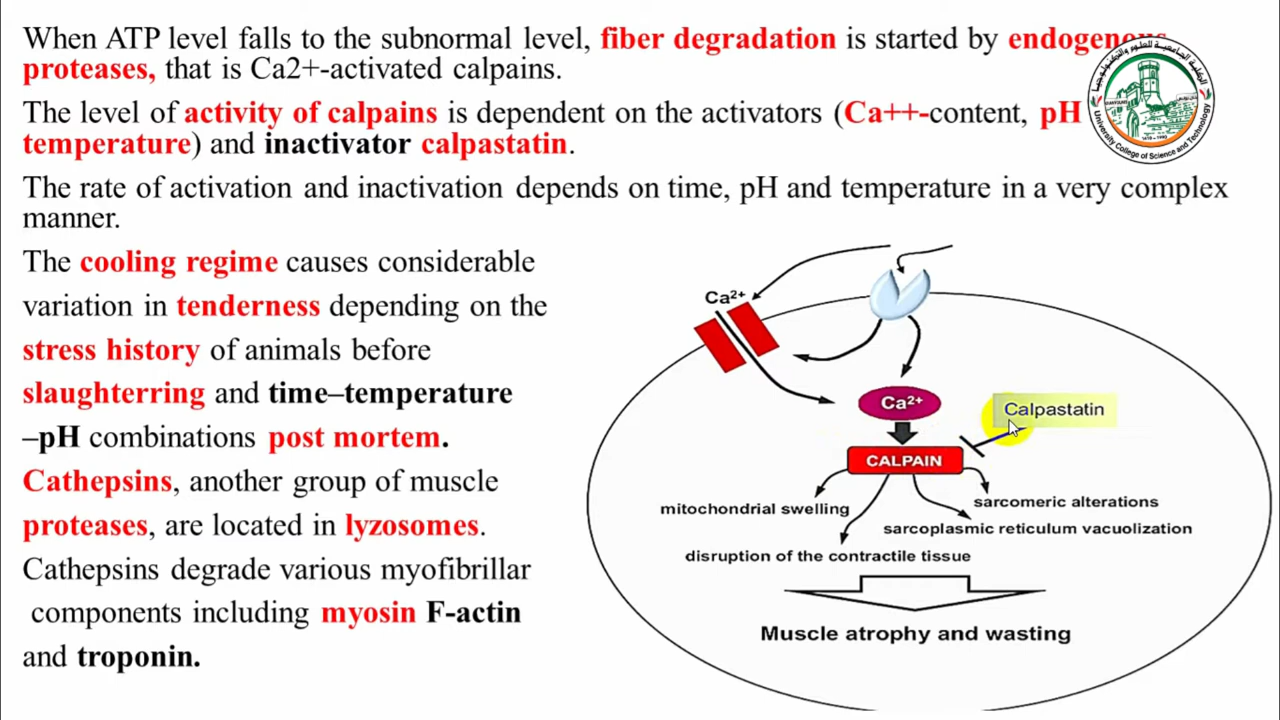 When ATP level falls to the subnormal level, fiber degradation is started by endogenous
proteases, that is Ca2+-activated calpains.
The level of activity of calpains is dependent on the activators (Ca++-content, pH
temperature) and inactivator calpastatin.
The rate of activation and inactivation depends on time, pH and temperature in a very complex
manner.
The cooling regime causes considerable
variation in tenderness depending on the
stress history of animals before
slaughterring and time–temperature
–pH combinations post mortem.
Cathepsins, another group of muscle
proteases, are located in lyzosomes.
Cathepsins degrade various myofibrillar
components including myosin F-actin
and troponin.
University College of Science and Technology
Ca²⁺
Ca²⁺
Calpastatin
CALPAIN
mitochondrial swelling
sarcomeric alterations
sarcoplasmic reticulum vacuolization
disruption of the contractile tissue
Muscle atrophy and wasting